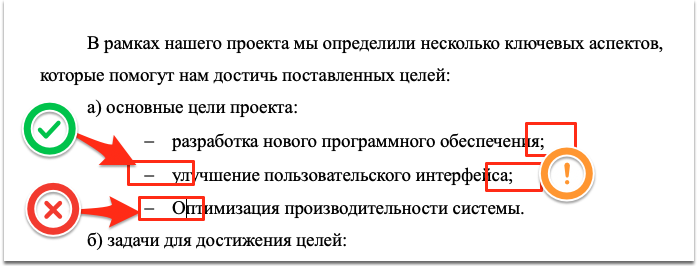 В рамках нашего проекта мы определили несколько ключевых аспектов,
которые помогут нам достичь поставленных целей:
а) основные цели проекта:
– разработка нового программного обеспечения;
– улучшение пользовательского интерфейса;
– Оптимизация производительности системы.
б) задачи для достижения целей: